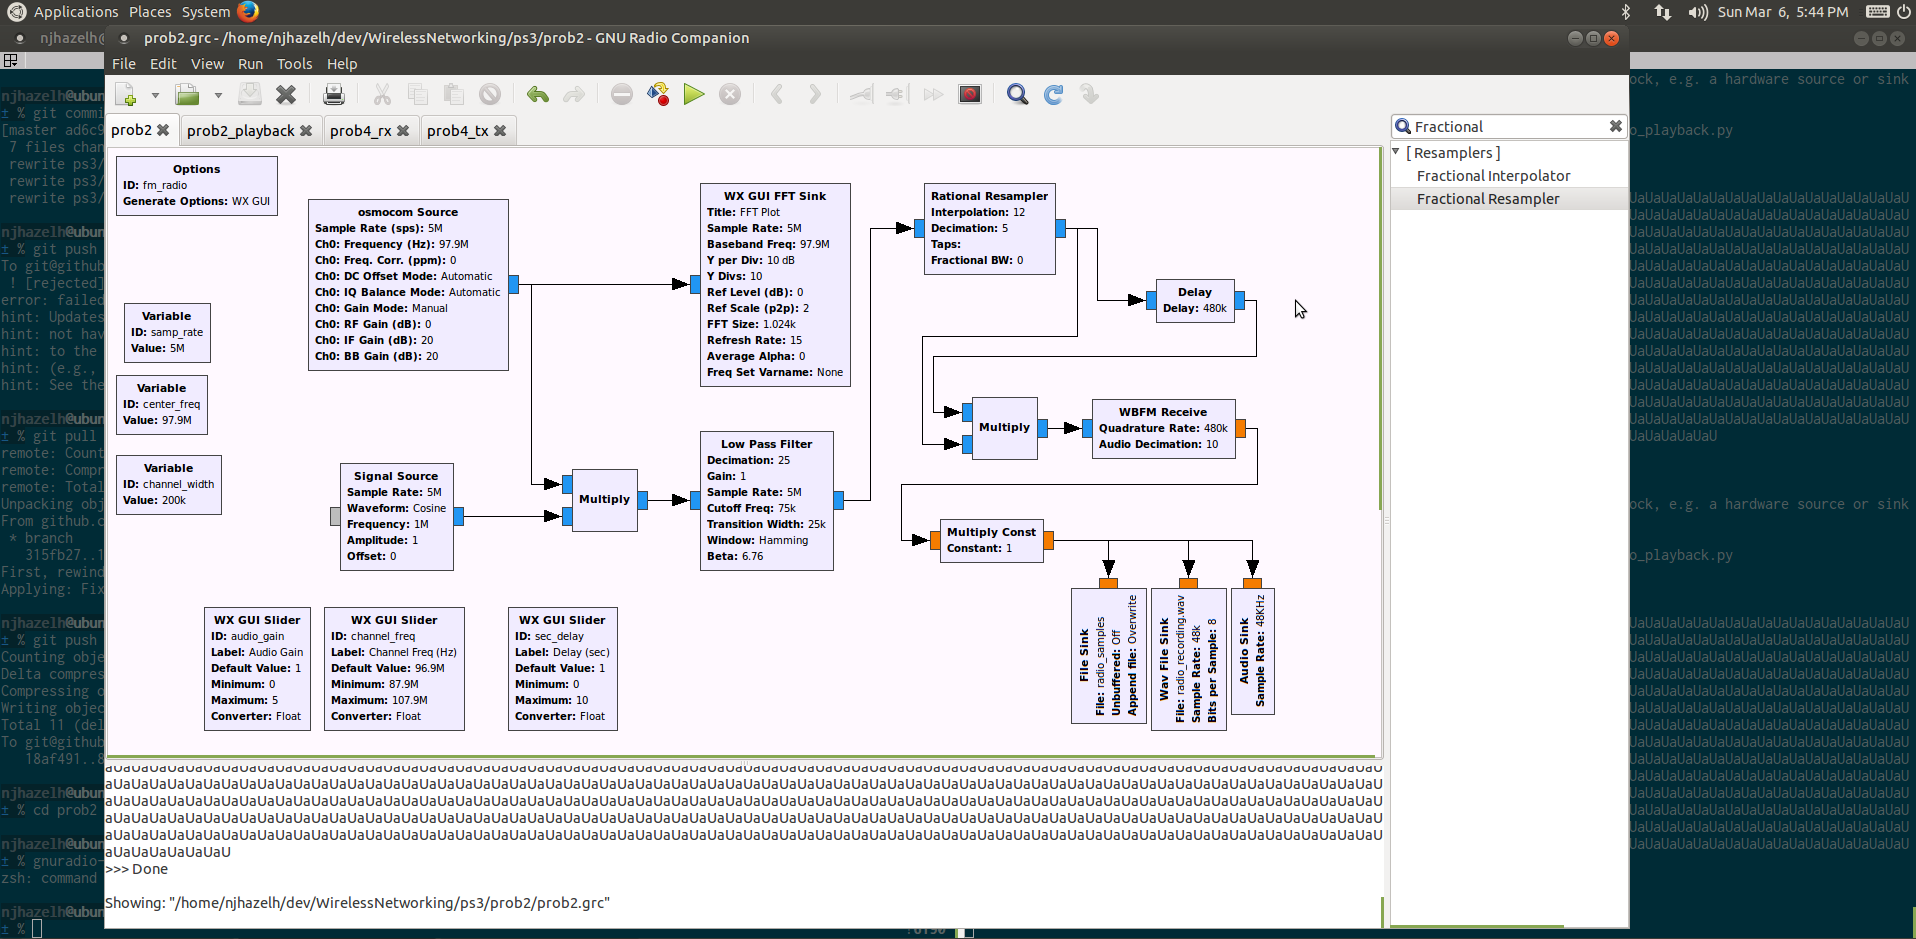 Applications Places System
Sun Mar 6, 5:44 PM
njhazelh@
prob2.grc - /home/njhazelh/dev/WirelessNetworking/ps3/prob2 - GNU Radio Companion
File Edit View Run Tools Help
prob2
prob2_playback
prob4_rx
prob4_tx
Fractional
[ Resamplers ]
Fractional Interpolator
Fractional Resampler
Options
ID: fm_radio
Generate Options: WX GUI
Variable
ID: samp_rate
Value: 5M
Variable
ID: center_freq
Value: 97.9M
Variable
ID: channel_width
Value: 200k
osmocom Source
Sample Rate (sps): 5M
Ch0: Frequency (Hz): 97.9M
Ch0: Freq. Corr. (ppm): 0
Ch0: DC Offset Mode: Automatic
Ch0: IQ Balance Mode: Automatic
Ch0: Gain Mode: Manual
Ch0: RF Gain (dB): 0
Ch0: IF Gain (dB): 20
Ch0: BB Gain (dB): 20
Signal Source
Sample Rate: 5M
Waveform: Cosine
Frequency: 1M
Amplitude: 1
Offset: 0
Multiply
WX GUI FFT Sink
Title: FFT Plot
Sample Rate: 5M
Baseband Freq: 97.9M
Y per Div: 10 dB
Y Divs: 10
Ref Level (dB): 0
Ref Scale (p2p): 2
FFT Size: 1.024k
Refresh Rate: 15
Average Alpha: 0
Freq Set Varname: None
Low Pass Filter
Decimation: 25
Gain: 1
Sample Rate: 5M
Cutoff Freq: 75k
Transition Width: 25k
Window: Hamming
Beta: 6.76
Rational Resampler
Interpolation: 12
Decimation: 5
Taps:
Fractional BW: 0
Delay
Delay: 480k
Multiply
WBFM Receive
Quadrature Rate: 480k
Audio Decimation: 10
Multiply Const
Constant: 1
File Sink
File: radio_samples
Unbuffered: Off
Append file: Overwrite
Wav File Sink
File: radio_recording.wav
Sample Rate: 48k
Bits per Sample: 8
Audio Sink
Sample Rate: 48KHz
WX GUI Slider
ID: audio_gain
Label: Audio Gain
Default Value: 1
Minimum: 0
Maximum: 5
Converter: Float
WX GUI Slider
ID: channel_freq
Label: Channel Freq (Hz)
Default Value: 96.9M
Minimum: 87.9M
Maximum: 107.9M
Converter: Float
WX GUI Slider
ID: sec_delay
Label: Delay (sec)
Default Value: 1
Minimum: 0
Maximum: 10
Converter: Float
aUaUaUaUaUaU
>>> Done
Showing: "/home/njhazelh/dev/WirelessNetworking/ps3/prob2/prob2.grc"
njhazelh@ubun
± % git commi
[master ad6c9
7 files chan
rewrite ps3/
rewrite ps3/
rewrite ps3/
njhazelh@ubun
± % git push
To git@github
! [rejected]
error: failed
hint: Updates
hint: not hav
hint: to the
hint: (e.g.,
hint: See the
njhazelh@ubun
± % git pull
remote: Count
remote: Compr
remote: Total
Unpacking obj
From github.c
* branch
315fb27..1
First, rewind
Applying: Fix
njhazelh@ubun
± % git push
Counting obje
Delta compres
Compressing o
Writing objec
Total 11 (del
To git@github
18af491..8
njhazelh@ubun
± % cd prob2
njhazelh@ubun
± % gnuradio-
zsh: command
njhazelh@ubun
± %
ock, e.g. a hardware source or sink
o_playback.py
ock, e.g. a hardware source or sink
o_playback.py